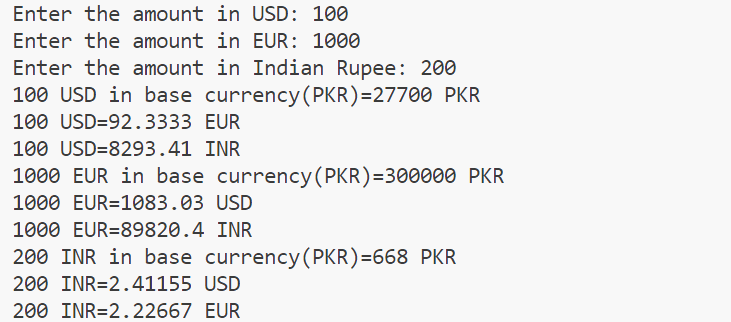 Enter the amount in USD: 100
Enter the amount in EUR: 1000
Enter the amount in Indian Rupee: 200
100 USD in base currency(PKR)=27700 PKR
100 USD=92.3333 EUR
100 USD=8293.41 INR
1000 EUR in base currency(PKR)=300000 PKR
1000 EUR=1083.03 USD
1000 EUR=89820.4 INR
200 INR in base currency(PKR)=668 PKR
200 INR=2.41155 USD
200 INR=2.22667 EUR